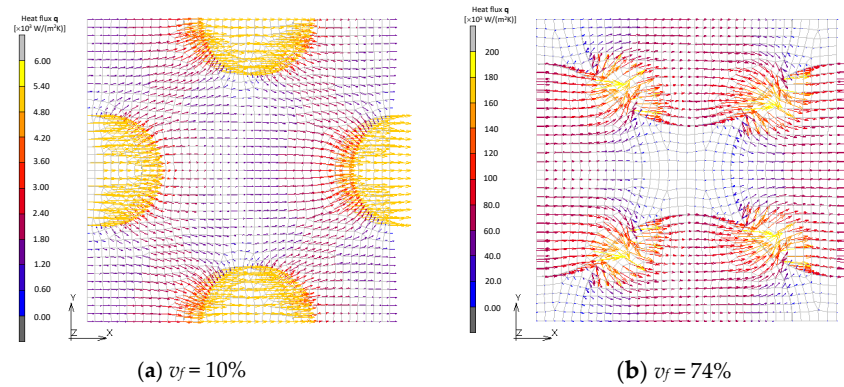 Heat flux q
[×10³ W/(m²K)]
6.00
5.40
4.80
4.20
3.60
3.00
2.40
1.80
1.20
0.60
0.00
Y
Z X
(a) vf = 10%
Heat flux q
[×10³ W/(m²K)]
200
180
160
140
120
100
80
60.0
40.0
20.0
0.00
Y
Z X
(b) vf = 74%